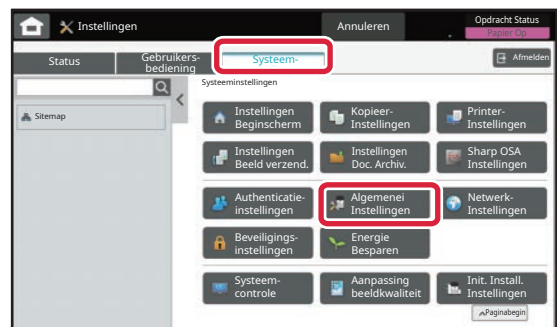 Instellingen
Annuleren
Opdracht Status
Papier Op
Status
Gebruikers-
bediening
Systeem-
Afmelden
Systeeminstellingen
Sitemap
Instellingen
Beginscherm
Kopieer-
Instellingen
Printer-
Instellingen
Instellingen
Beeld verzend.
Instellingen
Doc. Archiv.
Sharp OSA
Instellingen
Authenticatie-
instellingen
Algemenei
Instellingen
Netwerk-
Instellingen
Beveiligings-
instellingen
Energie
Besparen
Systeem-
controle
Aanpassing
beeldkwaliteit
Init. Install.
Instellingen
Paginabegin